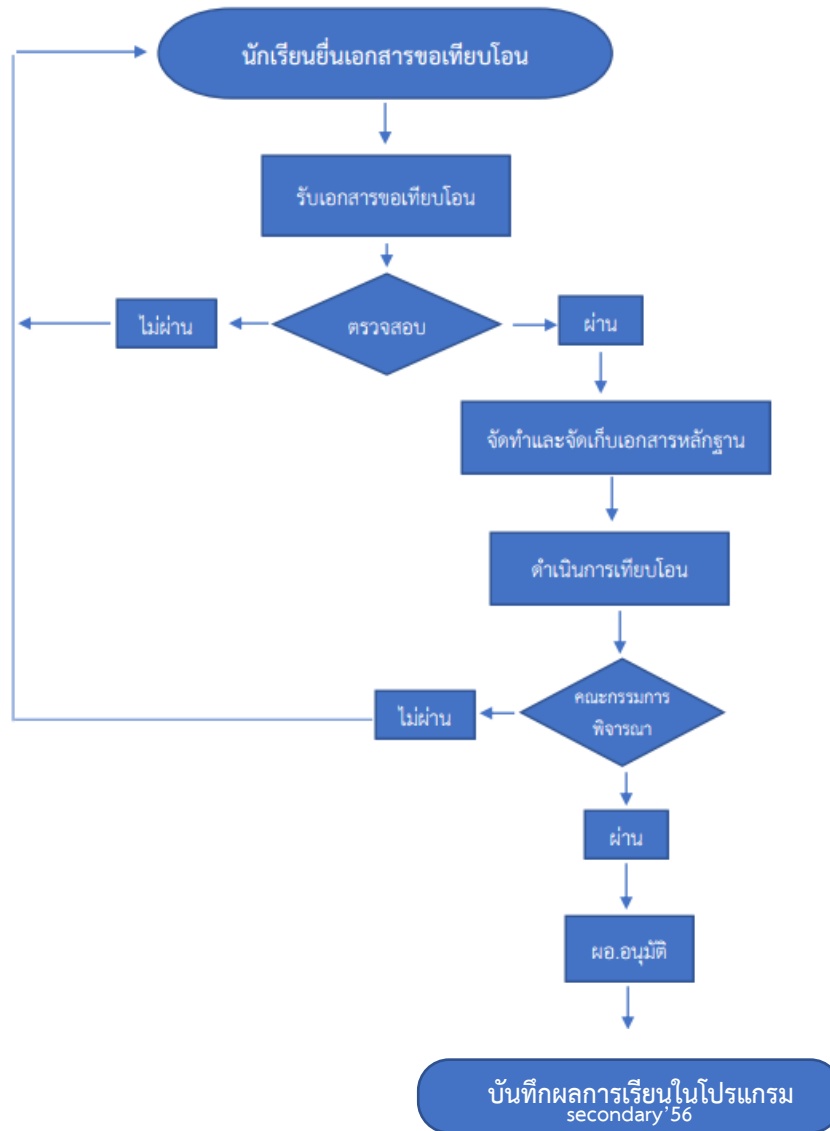 นักเรียนยื่นเอกสารขอเทียบโอน
รับเอกสารขอเทียบโอน
ตรวจสอบ
ไม่ผ่าน
ผ่าน
จัดทำและจัดเก็บเอกสารหลักฐาน
ดำเนินการเทียบโอน
คณะกรรมการ
พิจารณา
ไม่ผ่าน
ผ่าน
ผอ.อนุมัติ
บันทึกผลการเรียนในโปรแกรม
secondary'56